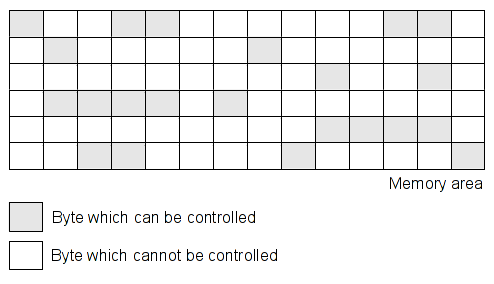 Memory area
Byte which can be controlled
Byte which cannot be controlled